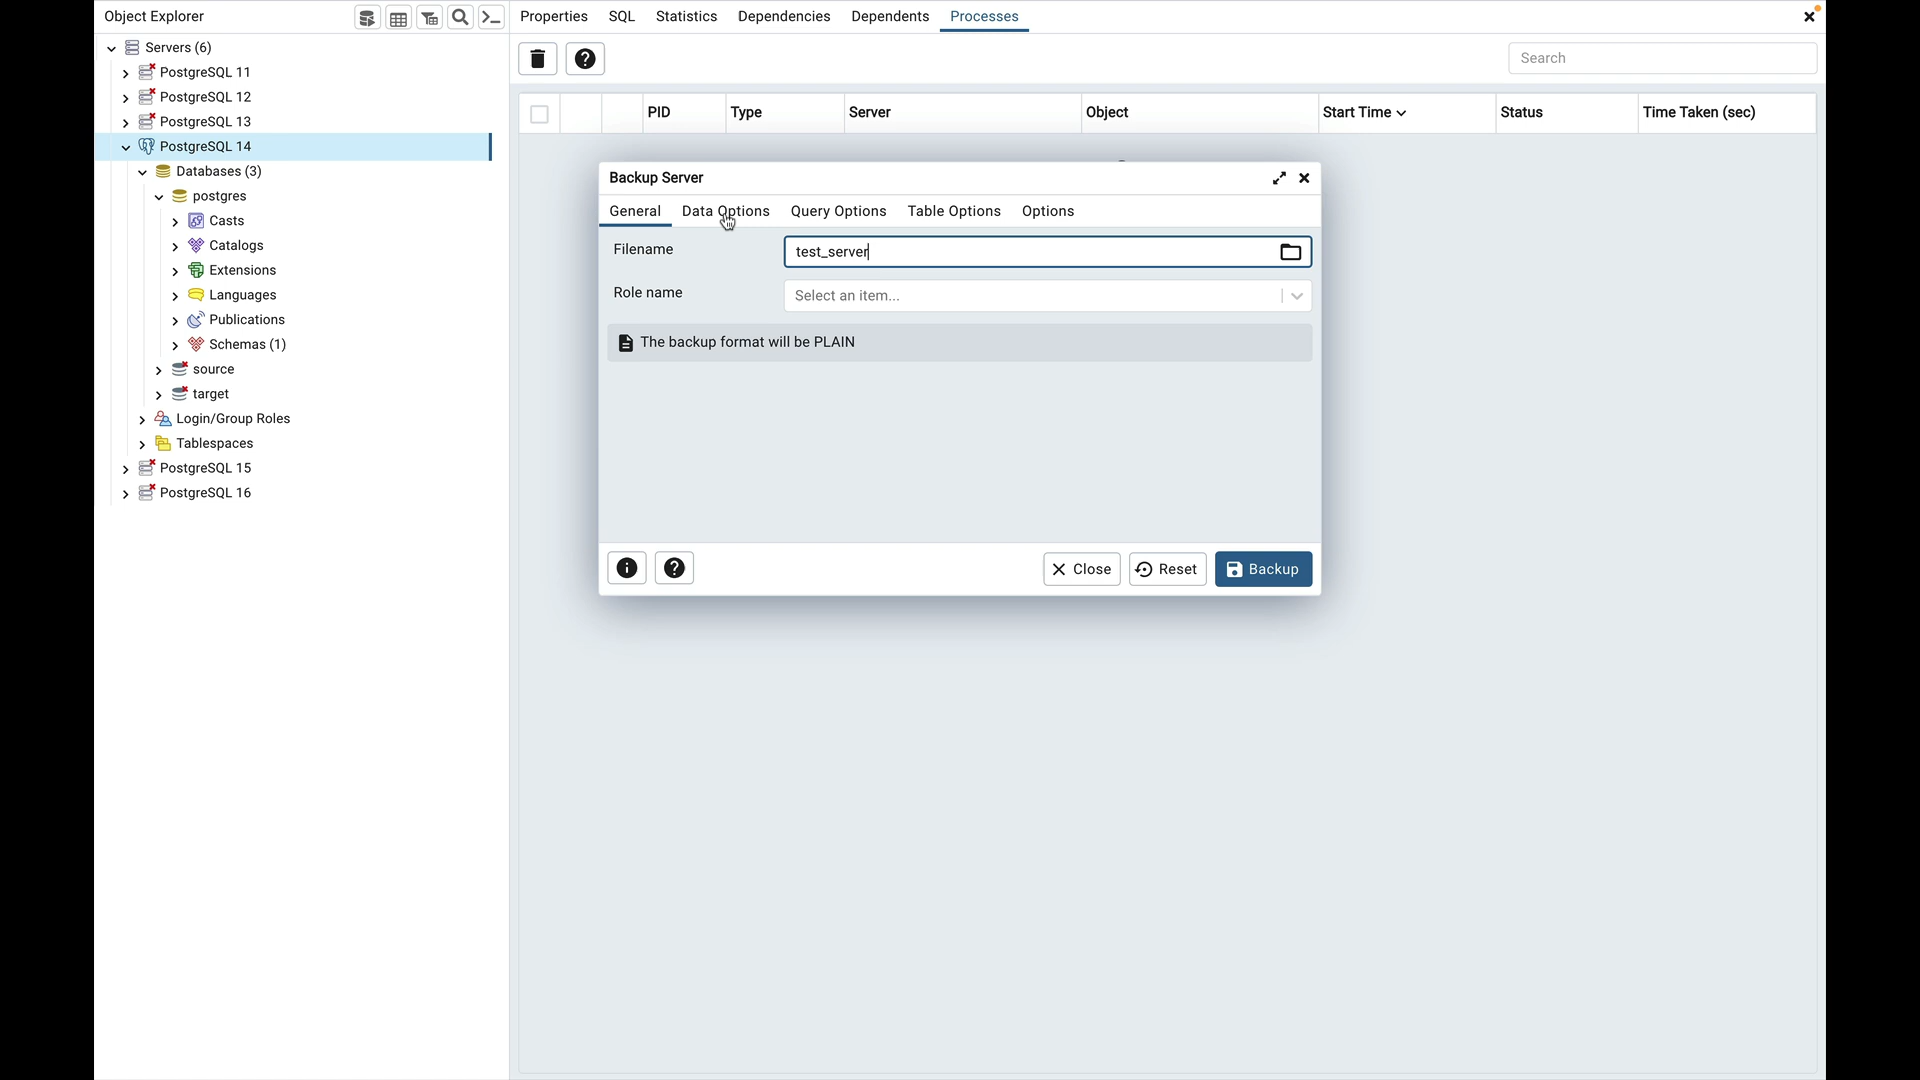 Object Explorer
Properties SQL Statistics Dependencies Dependents Processes
Servers (6)
PostgreSQL 11
PostgreSQL 12
PostgreSQL 13
PostgreSQL 14
Databases (3)
postgres
Casts
Catalogs
Extensions
Languages
Publications
Schemas (1)
source
target
Login/Group Roles
Tablespaces
PostgreSQL 15
PostgreSQL 16
Search
PID Type Server Object Start Time Status Time Taken (sec)
Backup Server
General Data Options Query Options Table Options Options
Filename test_server
Role name Select an item...
The backup format will be PLAIN
Close Reset Backup